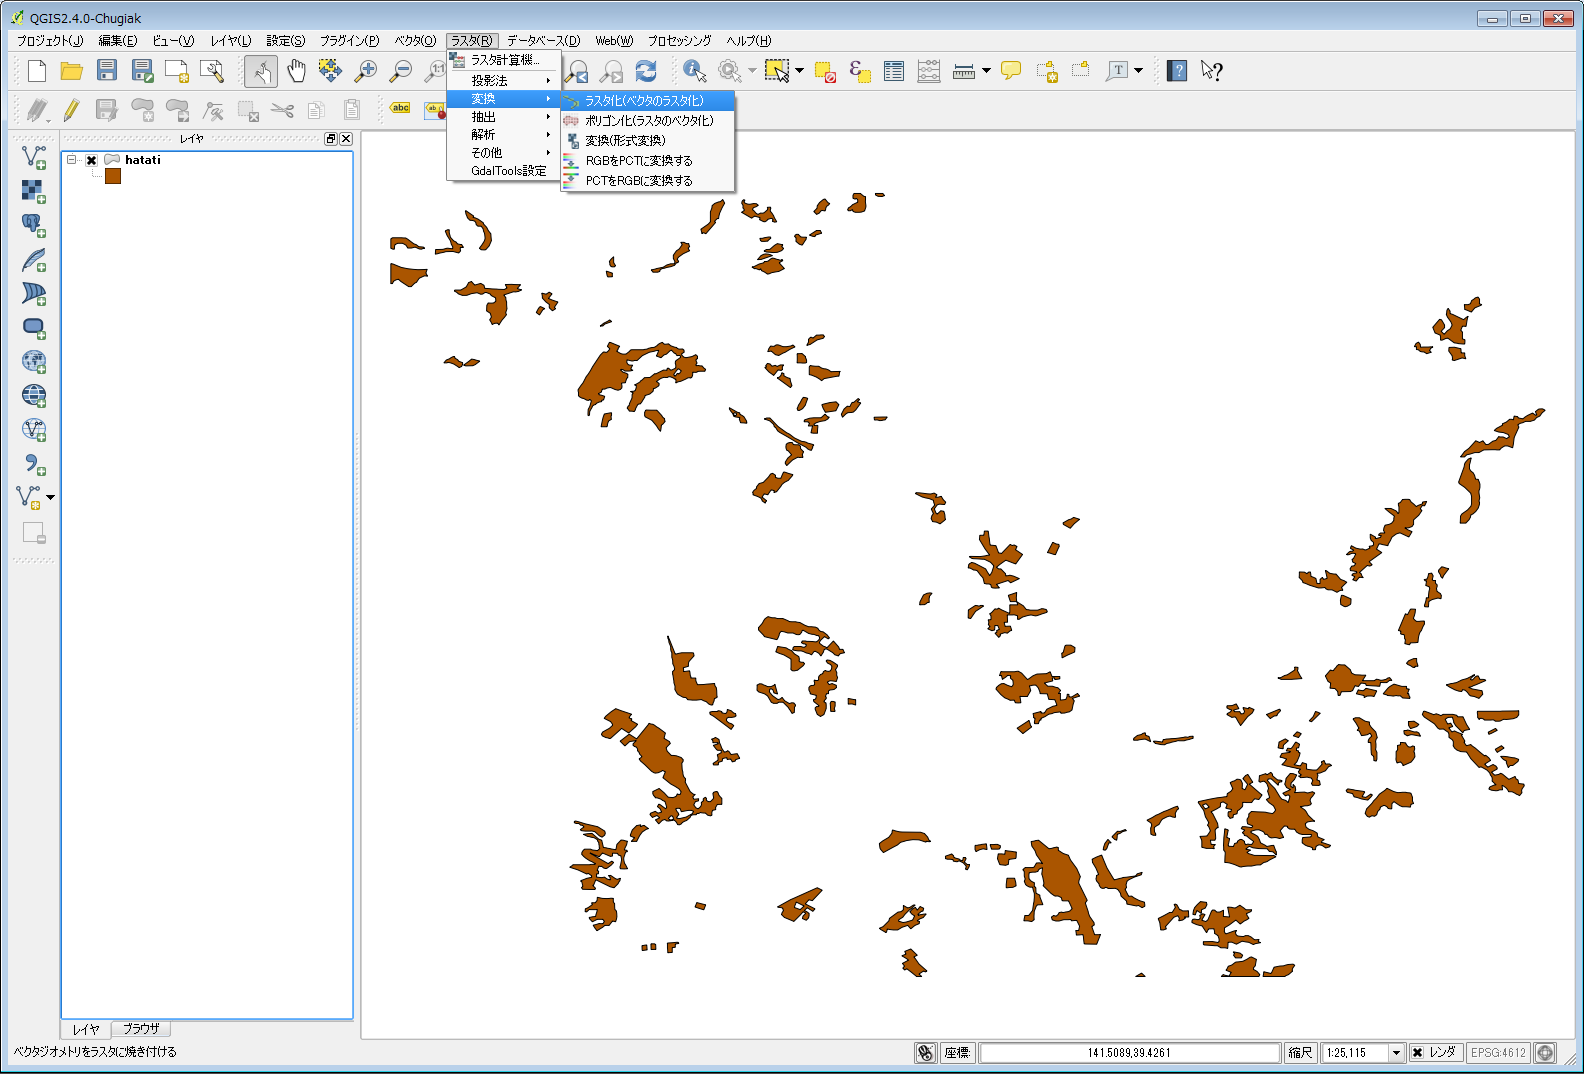 QGIS2.4.0-Chugiak
プロジェクト(J) 編集(E) ビュー(V) レイヤ(L) 設定(S) プラグイン(P) ベクタ(O) ラスタ(R) データベース(D) Web(W) プロセッシング ヘルプ(H)
ラスタ計算機...
投影法
変換
抽出
解析
その他
GdalTools設定
ラスタ化(ベクタのラスタ化)
ポリゴン化(ラスタのベクタ化)
変換(形式変換)
RGBをPCTに変換する
PCTをRGBに変換する
1:1
abc
レイヤ
hatati
レイヤ ブラウザ
ベクタジオメトリをラスタに焼き付ける
座標: 141.5089,39.4261 縮尺 1:25,115 レンダ EPSG:4612